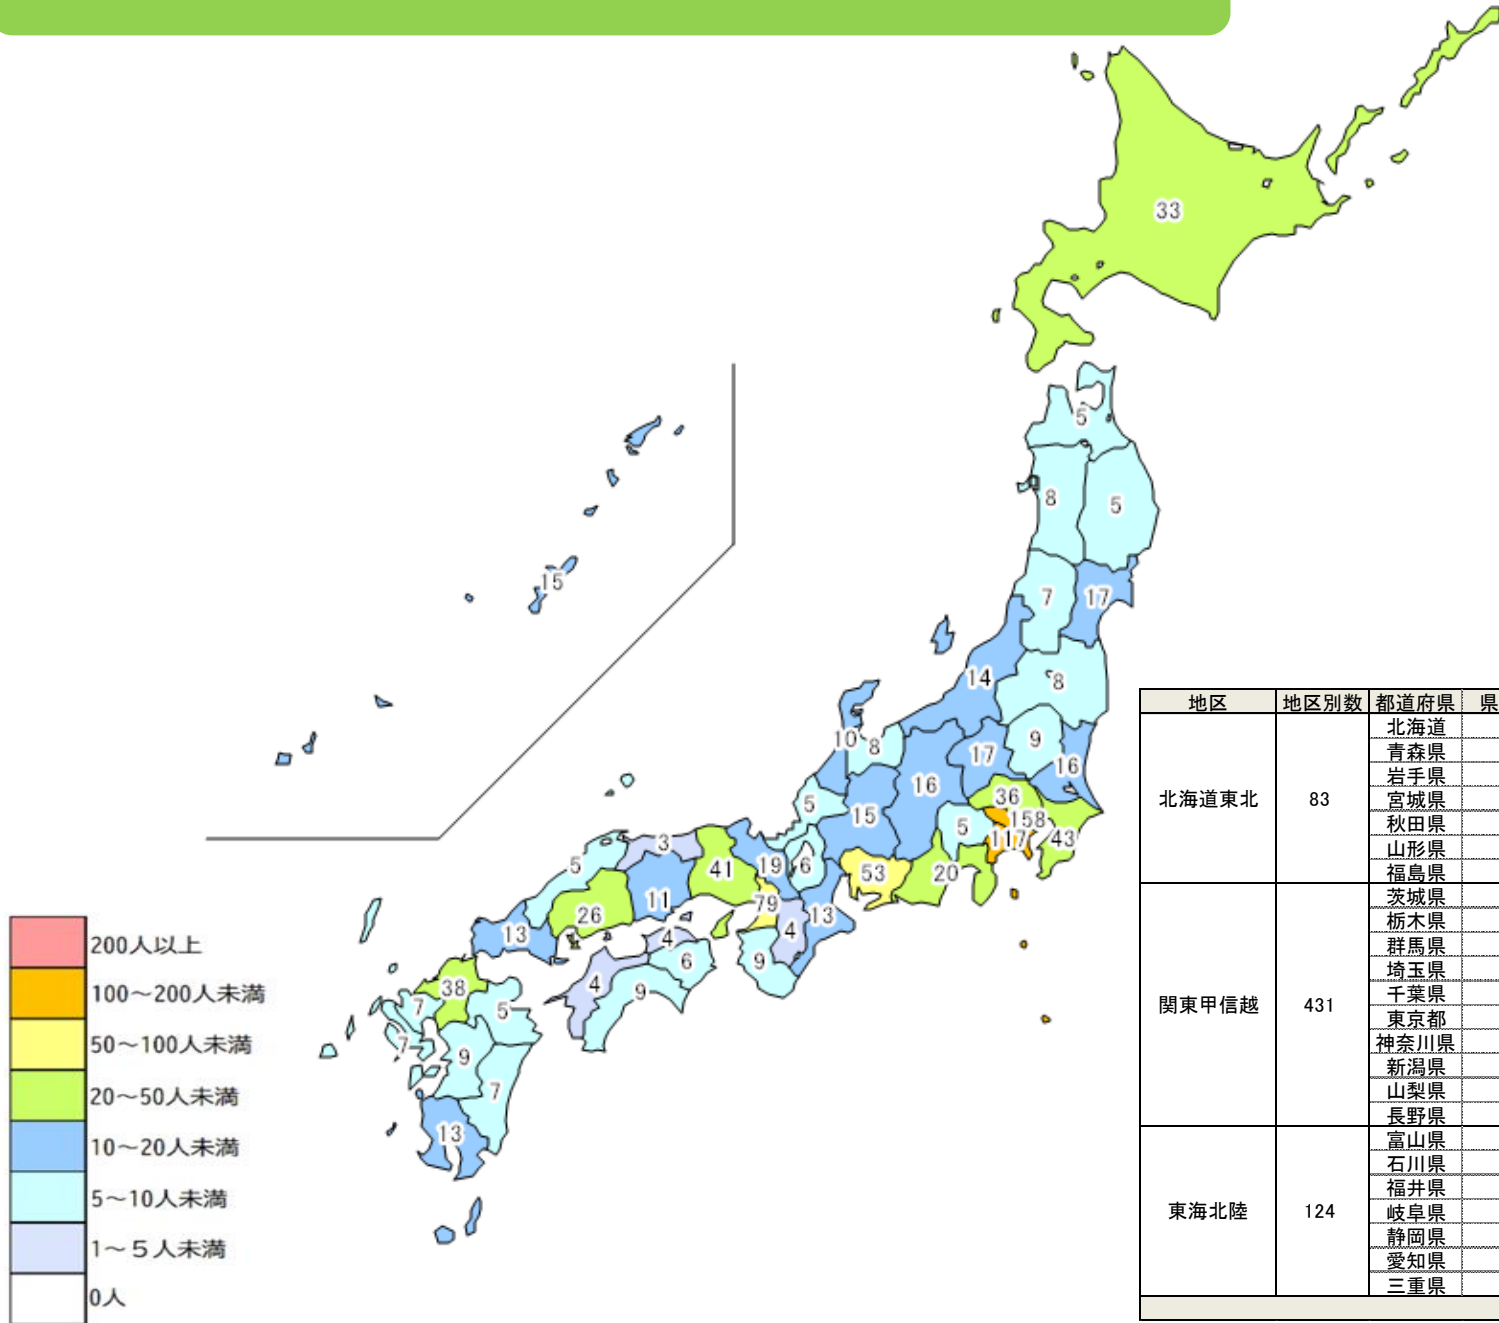 33
5
8
5
15
7
17
14
8
10
8
17
9
16
16
36
5
15
5
158
117
43
3
5
41
19
6
53
20
11
79
13
26
13
4
4
6
9
38
4
9
7
5
7
9
7
13
200人以上
100～200人未満
50～100人未満
20～50人未満
10～20人未満
5～10人未満
1～５人未満
0人
地区 地区別数 都道府県 県
北海道東北 83 北海道
青森県
岩手県
宮城県
秋田県
山形県
福島県
関東甲信越 431 茨城県
栃木県
群馬県
埼玉県
千葉県
東京都
神奈川県
新潟県
山梨県
長野県
東海北陸 124 富山県
石川県
福井県
岐阜県
静岡県
愛知県
三重県